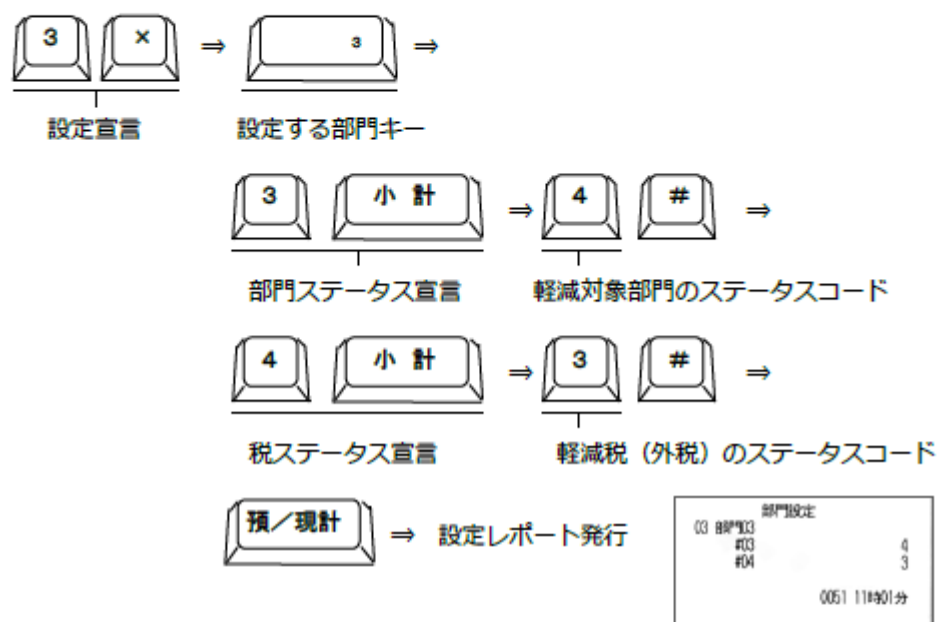 3 × ⇒ 3 ⇒
設定宣言 設定する部門キー
3 小計 ⇒ 4 # ⇒
部門ステータス宣言 軽減対象部門のステータスコード
4 小計 ⇒ 3 # ⇒
税ステータス宣言 軽減税（外税）のステータスコード
預／現計 ⇒ 設定レポート発行
部門設定
03 部門03
#03 4
#04 3
0051 11時01分